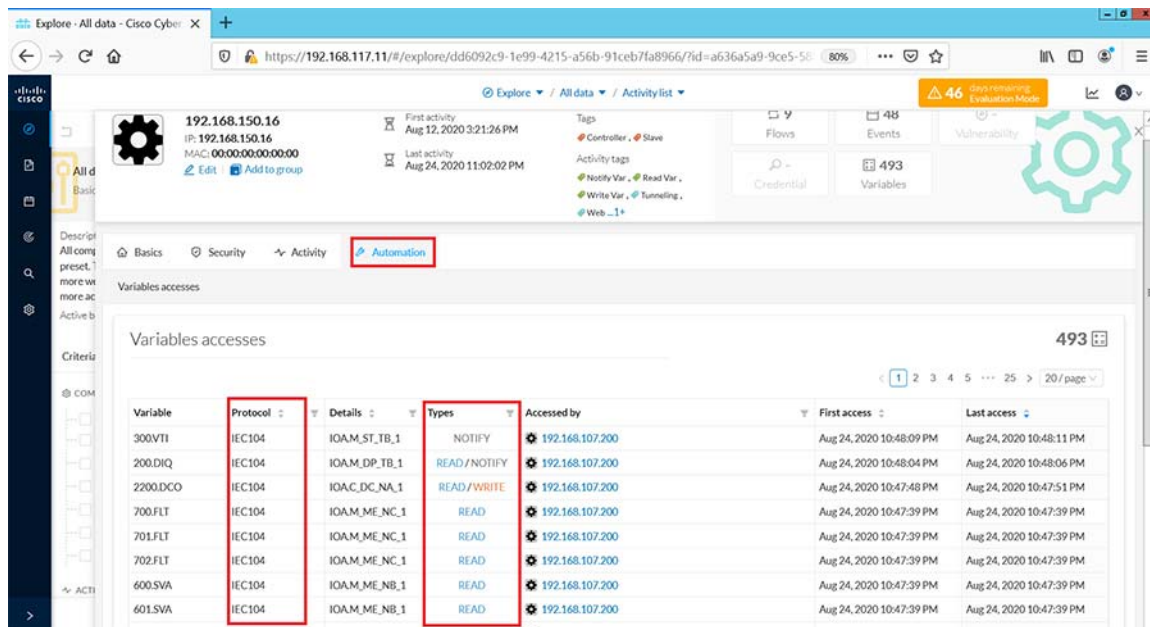 Explore - All data - Cisco Cyber
https://192.168.117.11/#/explore/dd6092c9-1e99-4215-a56b-91ceb7fa8966/?id=a636a5a9-9ce5-58 80%
CISCO
Explore / All data / Activity list
46 days remaining Evaluation Mode
192.168.150.16
IP: 192.168.150.16
MAC: 00:00:00:00:00:00
Edit Add to group
First activity
Aug 12, 2020 3:21:26 PM
Last activity
Aug 24, 2020 11:02:02 PM
Tags
Controller, Slave
Activity tags
Notify Var, Read Var,
Write Var, Tunneling,
Web ...1+
9
Flows
48
Events
-
Vulnerability
-
Credential
493
Variables
All d
Basic
Descript
All comp
preset. T
more we
more ac
Active b
Criteria
COM
ACTI
Basics Security Activity Automation
Variables accesses
Variables accesses 493
< 1 2 3 4 5 ... 25 > 20 / page
Variable Protocol Details Types Accessed by First access Last access
300.VTI IEC104 IOA.M_ST_TB_1 NOTIFY 192.168.107.200 Aug 24, 2020 10:48:09 PM Aug 24, 2020 10:48:11 PM
200.DIQ IEC104 IOA.M_DP_TB_1 READ/NOTIFY 192.168.107.200 Aug 24, 2020 10:48:04 PM Aug 24, 2020 10:48:06 PM
2200.DCO IEC104 IOA.C_DC_NA_1 READ/WRITE 192.168.107.200 Aug 24, 2020 10:47:48 PM Aug 24, 2020 10:47:51 PM
700.FLT IEC104 IOA.M_ME_NC_1 READ 192.168.107.200 Aug 24, 2020 10:47:39 PM Aug 24, 2020 10:47:39 PM
701.FLT IEC104 IOA.M_ME_NC_1 READ 192.168.107.200 Aug 24, 2020 10:47:39 PM Aug 24, 2020 10:47:39 PM
702.FLT IEC104 IOA.M_ME_NC_1 READ 192.168.107.200 Aug 24, 2020 10:47:39 PM Aug 24, 2020 10:47:39 PM
600.SVA IEC104 IOA.M_ME_NB_1 READ 192.168.107.200 Aug 24, 2020 10:47:39 PM Aug 24, 2020 10:47:39 PM
601.SVA IEC104 IOA.M_ME_NB_1 READ 192.168.107.200 Aug 24, 2020 10:47:39 PM Aug 24, 2020 10:47:39 PM